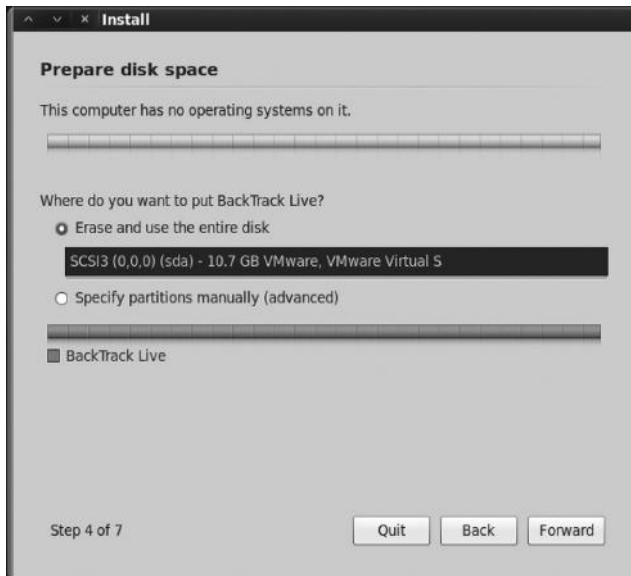 Install
Prepare disk space
This computer has no operating systems on it.
Where do you want to put BackTrack Live?
Erase and use the entire disk
SCSI3 (0,0,0) (sda) - 10.7 GB VMware, VMware Virtual S
Specify partitions manually (advanced)
BackTrack Live
Step 4 of 7
Quit
Back
Forward